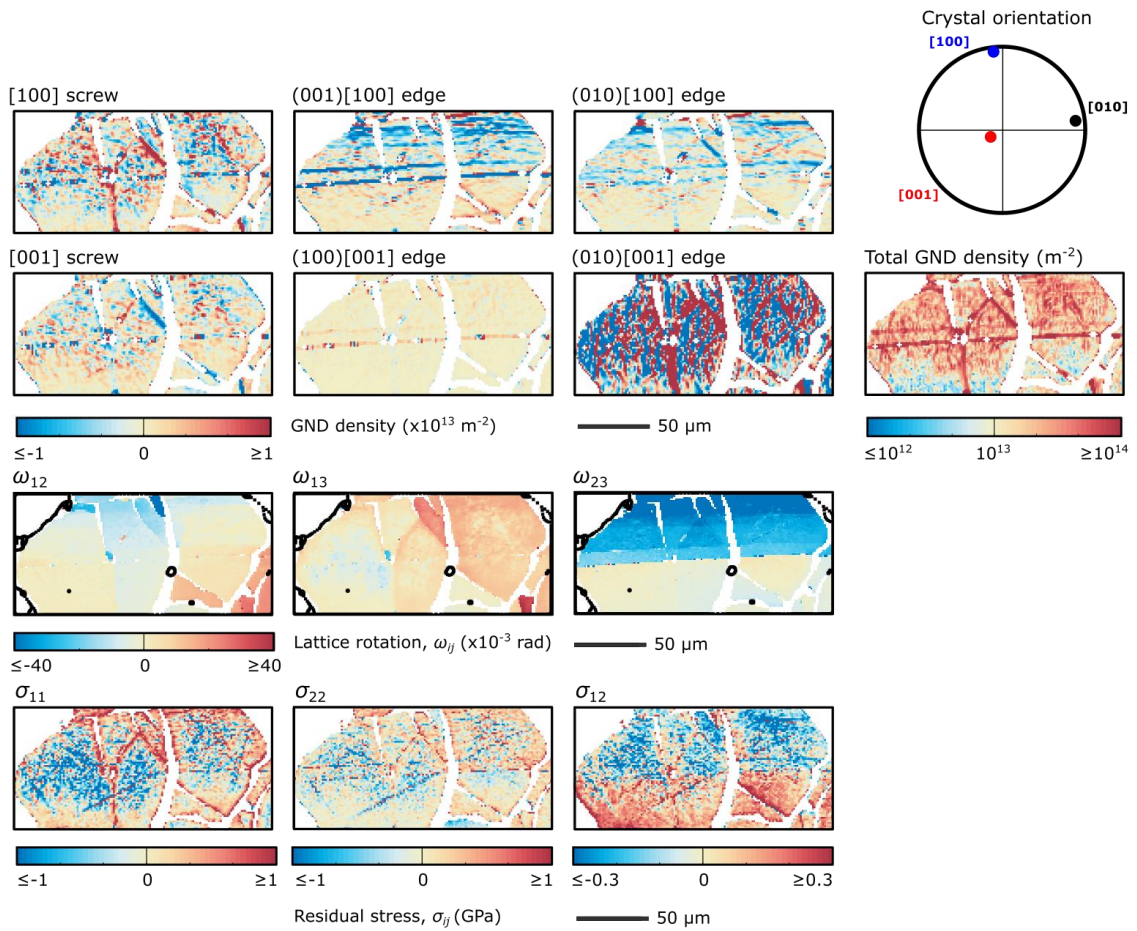 Crystal orientation
[100]
[010]
[001]
[100] screw
(001)[100] edge
(010)[100] edge
[001] screw
(100)[001] edge
(010)[001] edge
Total GND density (m⁻²)
≤-1 0 ≥1
GND density (x10¹³ m⁻²)
50 μm
≤10¹² 10¹³ ≥10¹⁴
ω₁₂
ω₁₃
ω₂₃
≤-40 0 ≥40
Lattice rotation, ωᵢⱼ (x10⁻³ rad)
50 μm
σ₁₁
σ₂₂
σ₁₂
≤-1 0 ≥1
≤-1 0 ≥1
≤-0.3 0 ≥0.3
Residual stress, σᵢⱼ (GPa)
50 μm